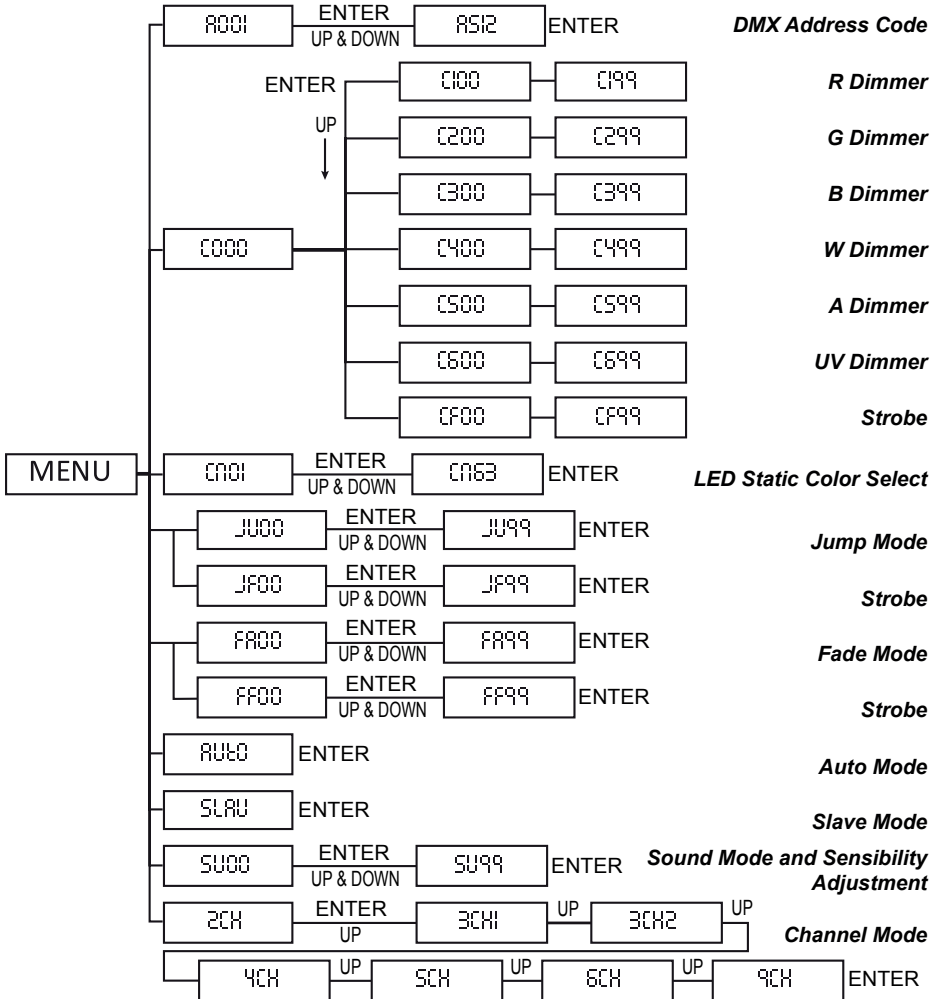 A001 ENTER UP & DOWN A512 ENTER DMX Address Code
ENTER C100 C199 R Dimmer
UP C200 C299 G Dimmer
C300 C399 B Dimmer
C000 C400 C499 W Dimmer
C500 C599 A Dimmer
C600 C699 UV Dimmer
CF00 CF99 Strobe
MENU Cn01 ENTER UP & DOWN Cn63 ENTER LED Static Color Select
JU00 ENTER UP & DOWN JU99 ENTER Jump Mode
JF00 ENTER UP & DOWN JF99 ENTER Strobe
FA00 ENTER UP & DOWN FA99 ENTER Fade Mode
FF00 ENTER UP & DOWN FF99 ENTER Strobe
AUtO ENTER Auto Mode
SLAU ENTER Slave Mode
SU00 ENTER UP & DOWN SU99 ENTER Sound Mode and Sensibility
Adjustment
2CH ENTER UP 3CH1 UP 3CH2 UP Channel Mode
4CH UP 5CH UP 6CH UP 9CH ENTER